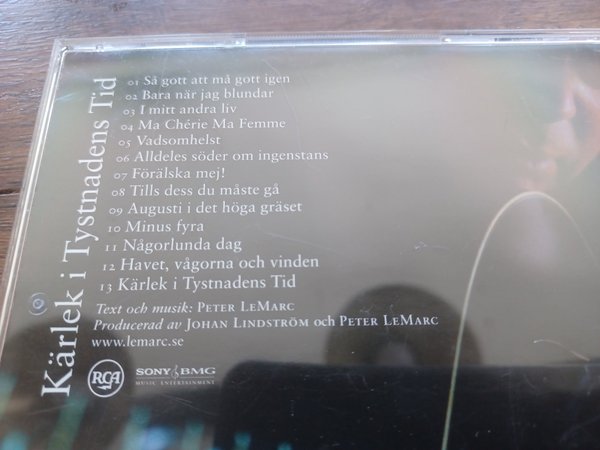 Kärlek i Tystnadens Tid
01 Så gott att må gott igen
02 Bara när jag blundar
03 I mitt andra liv
04 Ma Chérie Ma Femme
05 Vadsomhelst
06 Alldeles söder om ingenstans
07 Förälska mej!
08 Tills dess du måste gå
09 Augusti i det höga gräset
10 Minus fyra
11 Någorlunda dag
12 Havet, vågorna och vinden
13 Kärlek i Tystnadens Tid
Text och musik: PETER LEMARC
Producerad av JOHAN LINDSTRÖM och PETER LEMARC
www.lemarc.se
RCA
SONY BMG
MUSIC ENTERTAINMENT